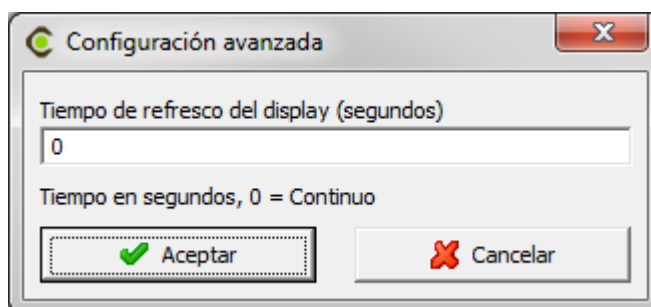 Configuración avanzada
Tiempo de refresco del display (segundos)
0
Tiempo en segundos, 0 = Continuo
Aceptar Cancelar